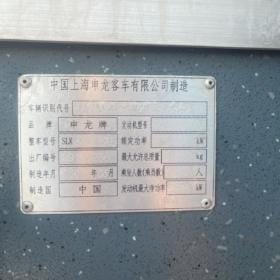 中国上海申龙客车有限公司制造
车辆识别代号
品牌 申龙牌 发动机型号
整车型号 SLK 额定功率 kW
出厂编号 最大允许总质量 kg
制造年月 年 月 乘坐人数(乘员数) 人
制造国 中国 发动机最大净功率 kW